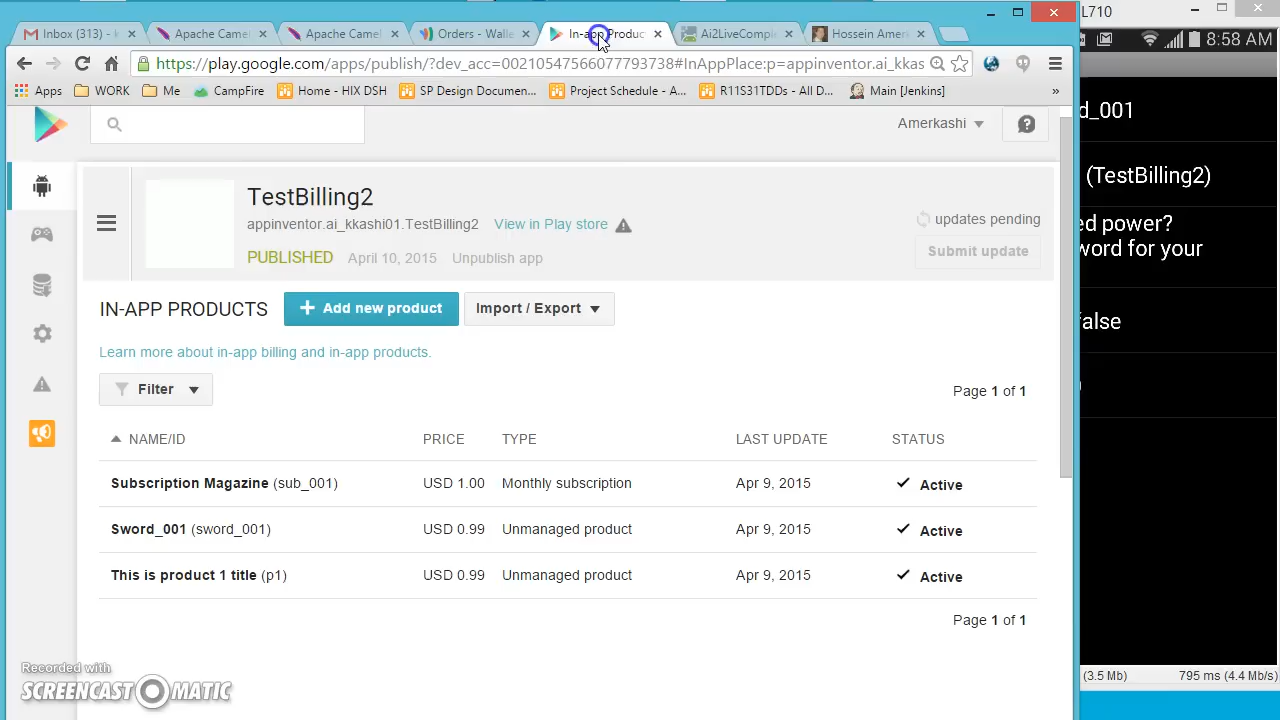 Inbox (313) - k
Apache Camel
Apache Camel
Orders - Walle
In-app Produc
Ai2LiveComple
Hossein Amerk
L710
https://play.google.com/apps/publish/?dev_acc=00210547566077793738#InAppPlace:p=appinventor.ai_kkas
8:58 AM
Apps
WORK
Me
CampFire
Home - HIX DSH
SP Design Documen...
Project Schedule - A...
R11S31TDDs - All D...
Main [Jenkins]
»
Amerkashi
d_001
TestBilling2
appinventor.ai_kkashi01.TestBilling2
View in Play store
PUBLISHED
April 10, 2015
Unpublish app
updates pending
Submit update
(TestBilling2)
ed power?
word for your
IN-APP PRODUCTS
Add new product
Import / Export
false
Learn more about in-app billing and in-app products.
Filter
Page 1 of 1
NAME/ID PRICE TYPE LAST UPDATE STATUS
Subscription Magazine (sub_001) USD 1.00 Monthly subscription Apr 9, 2015 Active
Sword_001 (sword_001) USD 0.99 Unmanaged product Apr 9, 2015 Active
This is product 1 title (p1) USD 0.99 Unmanaged product Apr 9, 2015 Active
Page 1 of 1
Recorded with
SCREENCAST MATIC
(3.5 Mb)
795 ms (4.4 Mb/s)